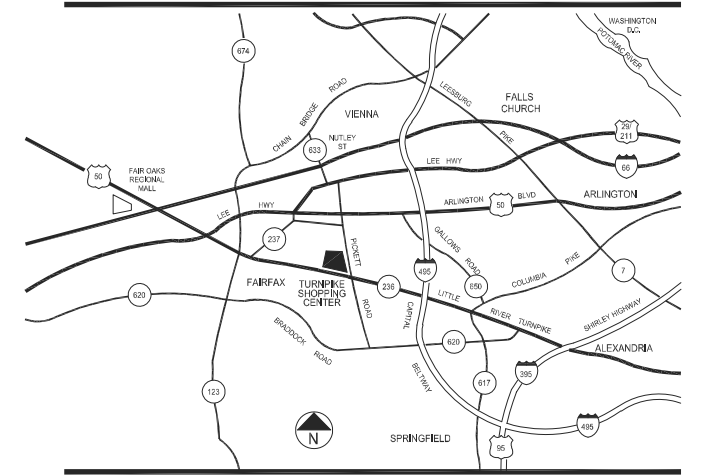 WASHINGTON
D.C.
POTOMAC RIVER
674
CHAIN BRIDGE ROAD
VIENNA
LEESBURG PIKE
FALLS
CHURCH
29/
211
NUTLEY
ST
633
LEE HWY
66
50
FAIR OAKS
REGIONAL
MALL
LEE HWY
ARLINGTON BLVD
50
ARLINGTON
237
PICKETT ROAD
GALLOWS ROAD
495
650
COLUMBIA PIKE
7
FAIRFAX
TURNPIKE
SHOPPING
CENTER
236
LITTLE RIVER TURNPIKE
620
BRADDOCK ROAD
CAPITAL BELTWAY
620
SHIRLEY HIGHWAY
ALEXANDRIA
123
617
395
495
N
SPRINGFIELD
95